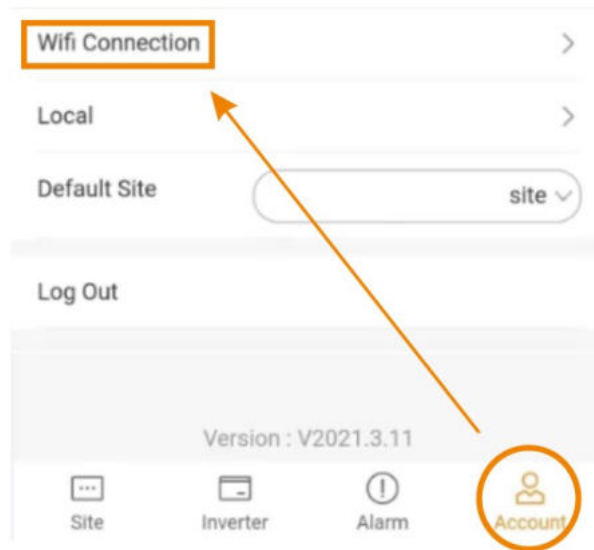 Wifi Connection
Local
Default Site site
Log Out
Version : V2021.3.11
Site Inverter Alarm Account